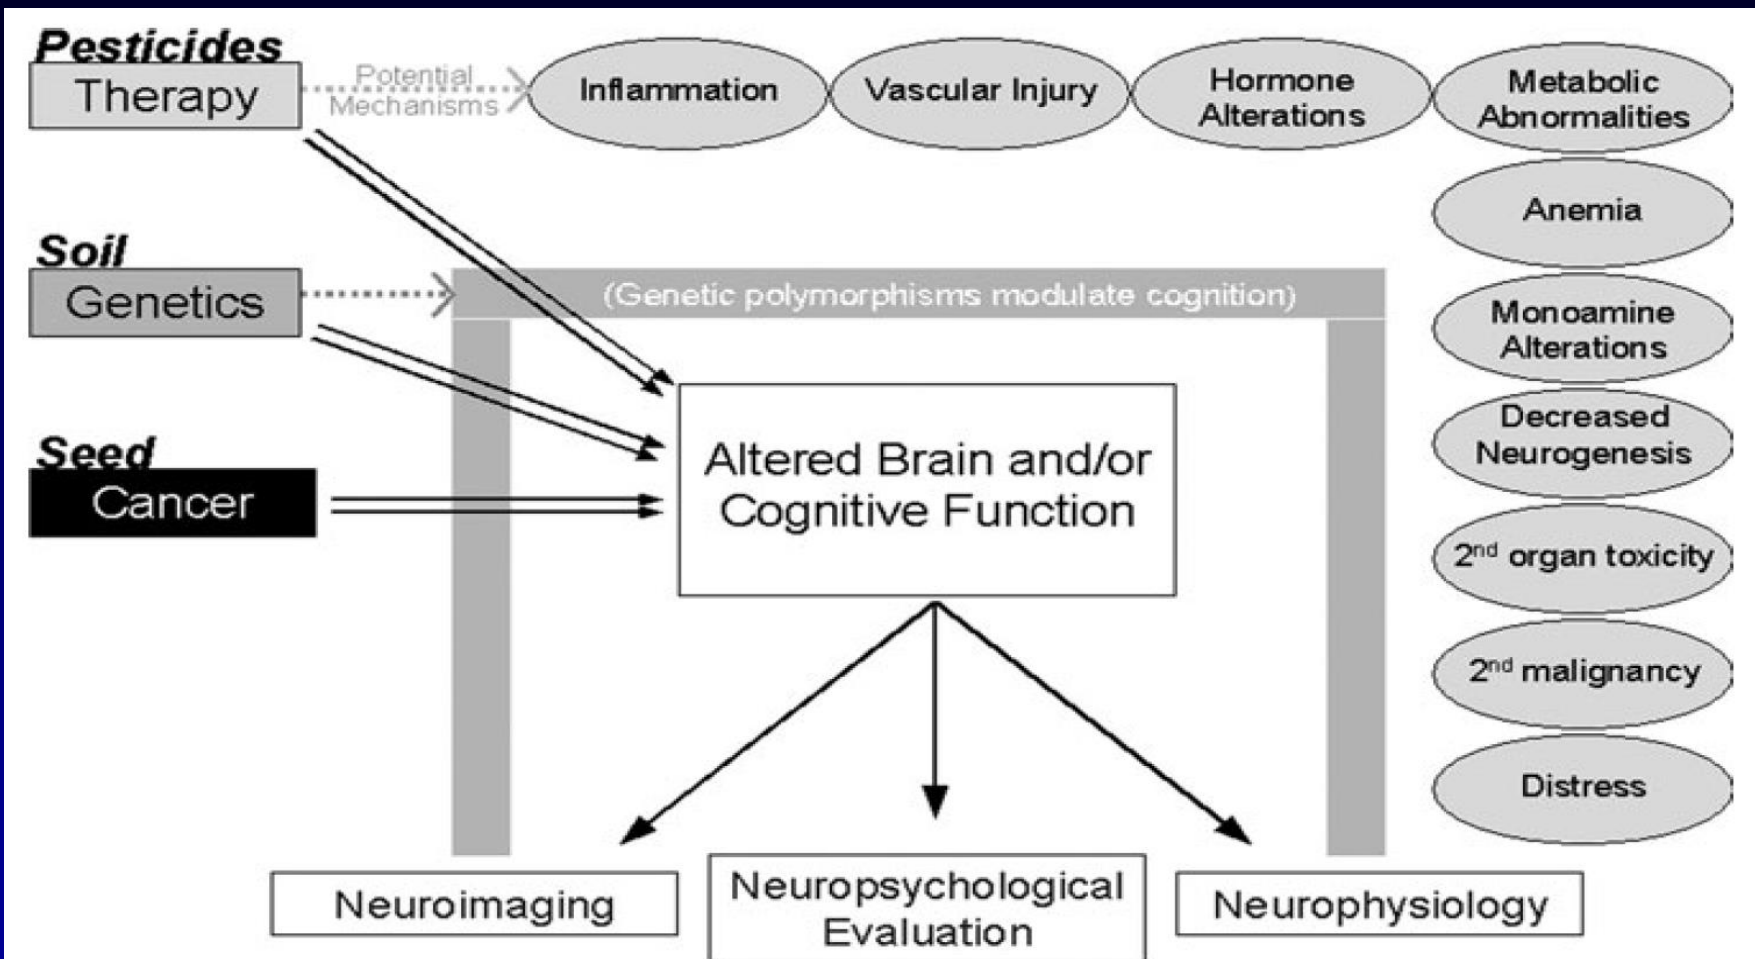 Pesticides
Therapy
Potential
Mechanisms
Inflammation
Vascular Injury
Hormone
Alterations
Metabolic
Abnormalities
Anemia
Soil
Genetics
(Genetic polymorphisms modulate cognition)
Monoamine
Alterations
Decreased
Neurogenesis
Seed
Cancer
Altered Brain and/or
Cognitive Function
2nd organ toxicity
2nd malignancy
Distress
Neuroimaging
Neuropsychological
Evaluation
Neurophysiology